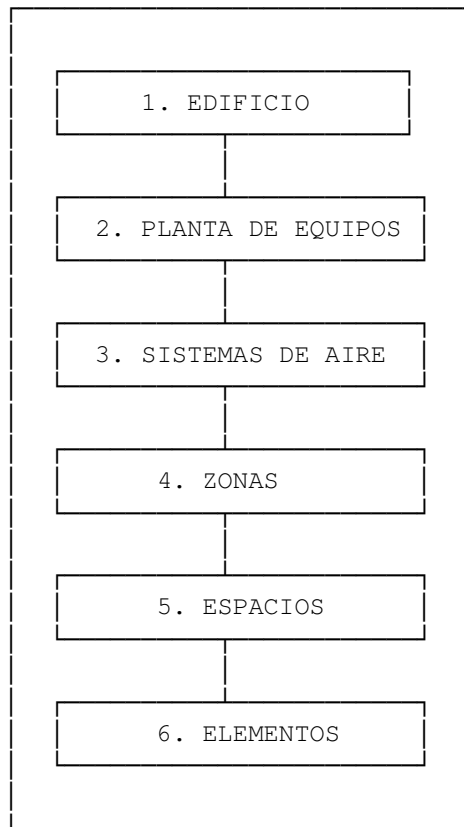 1. EDIFICIO
2. PLANTA DE EQUIPOS
3. SISTEMAS DE AIRE
4. ZONAS
5. ESPACIOS
6. ELEMENTOS